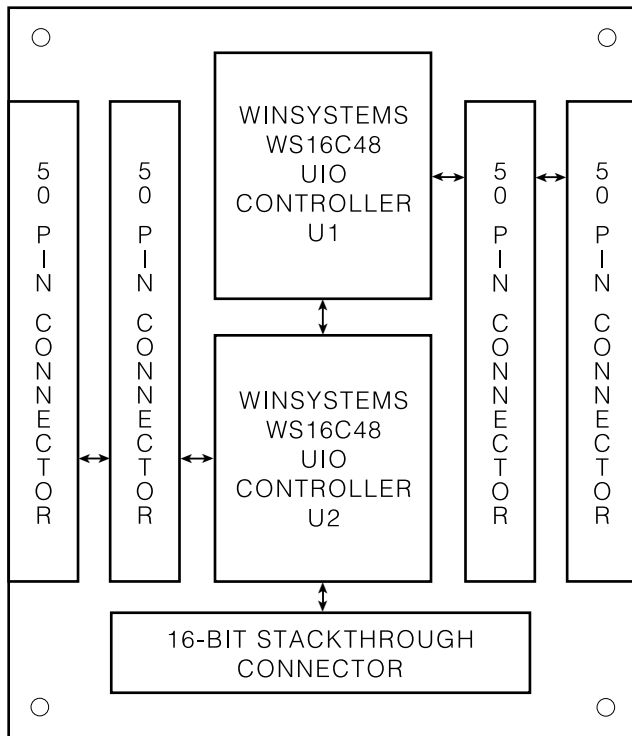 50 PIN CONNECTOR
50 PIN CONNECTOR
WINSYSTEMS
WS16C48
UIO
CONTROLLER
U1
WINSYSTEMS
WS16C48
UIO
CONTROLLER
U2
50 PIN CONNECTOR
50 PIN CONNECTOR
16-BIT STACKTHROUGH
CONNECTOR